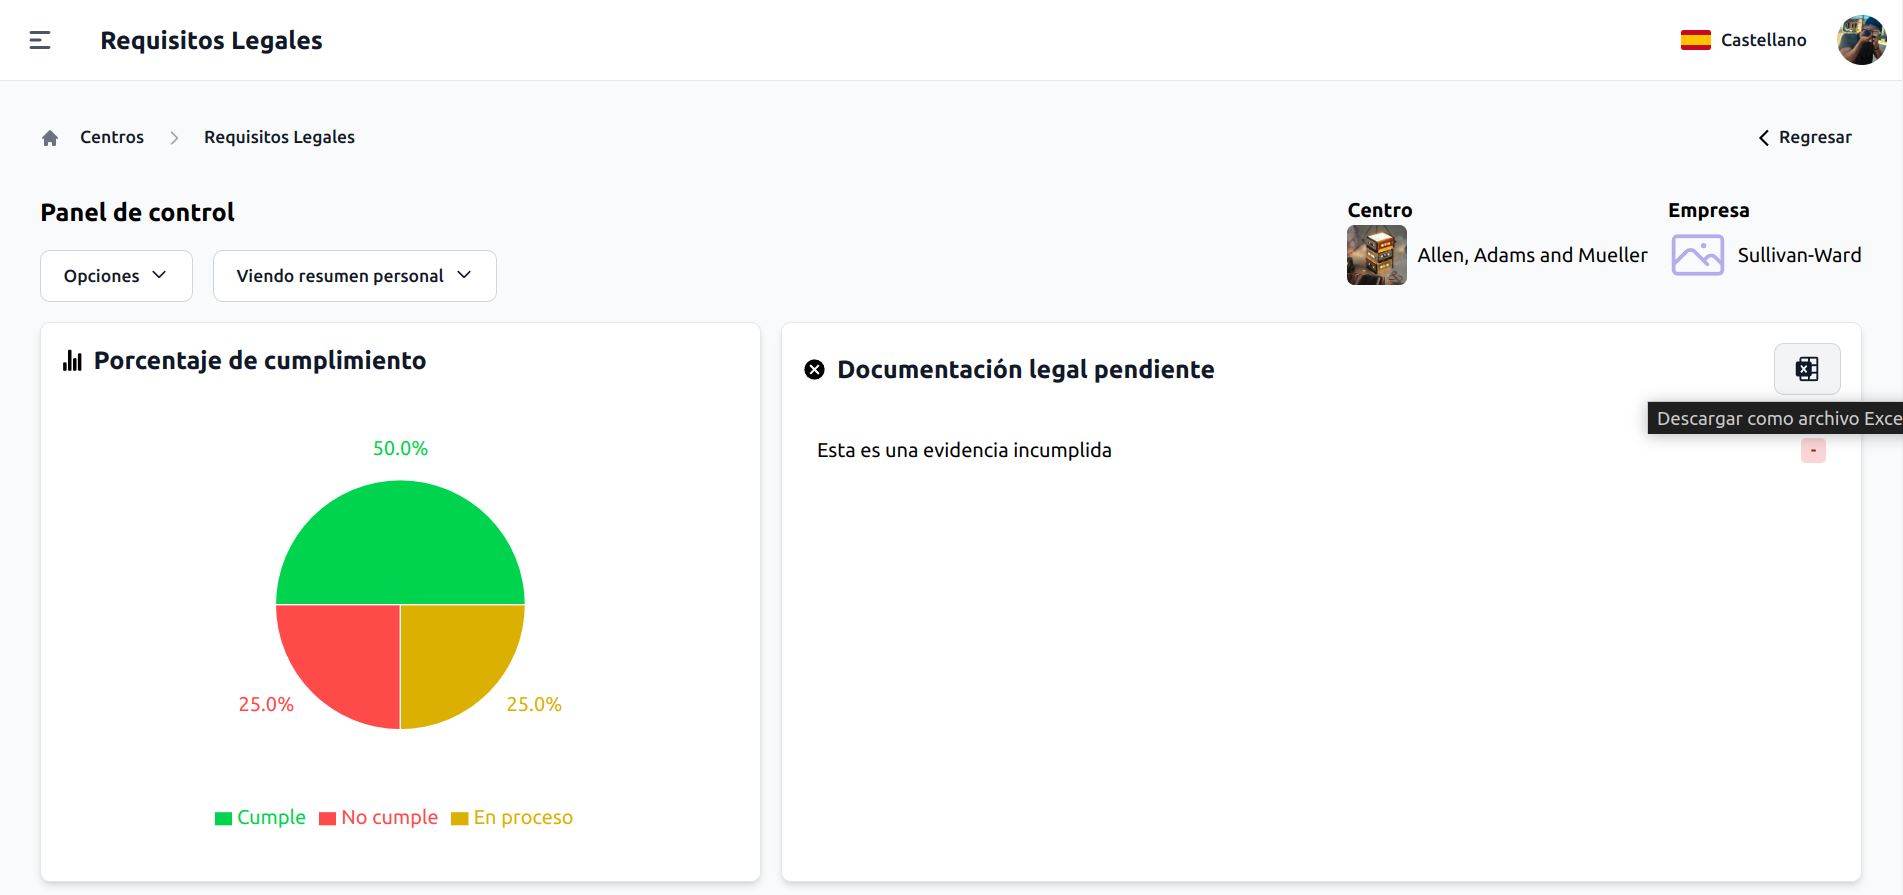 Requisitos Legales
Castellano
Centros
Requisitos Legales
Regresar
Panel de control
Centro
Empresa
Opciones
Viendo resumen personal
Allen, Adams and Mueller
Sullivan-Ward
Porcentaje de cumplimiento
50.0%
25.0%
25.0%
Cumple
No cumple
En proceso
Documentación legal pendiente
Descargar como archivo Exce
Esta es una evidencia incumplida
-